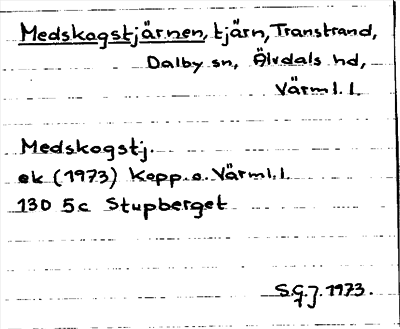 Medskogstjärnen, tjärn, Transtrand,
Dalby sn, Älvdals hd,
Värml. l.
Medskogstj.
ek (1973) Kopp. o. Värml. l.
130 5c Stupberget
S.G.J. 1973.